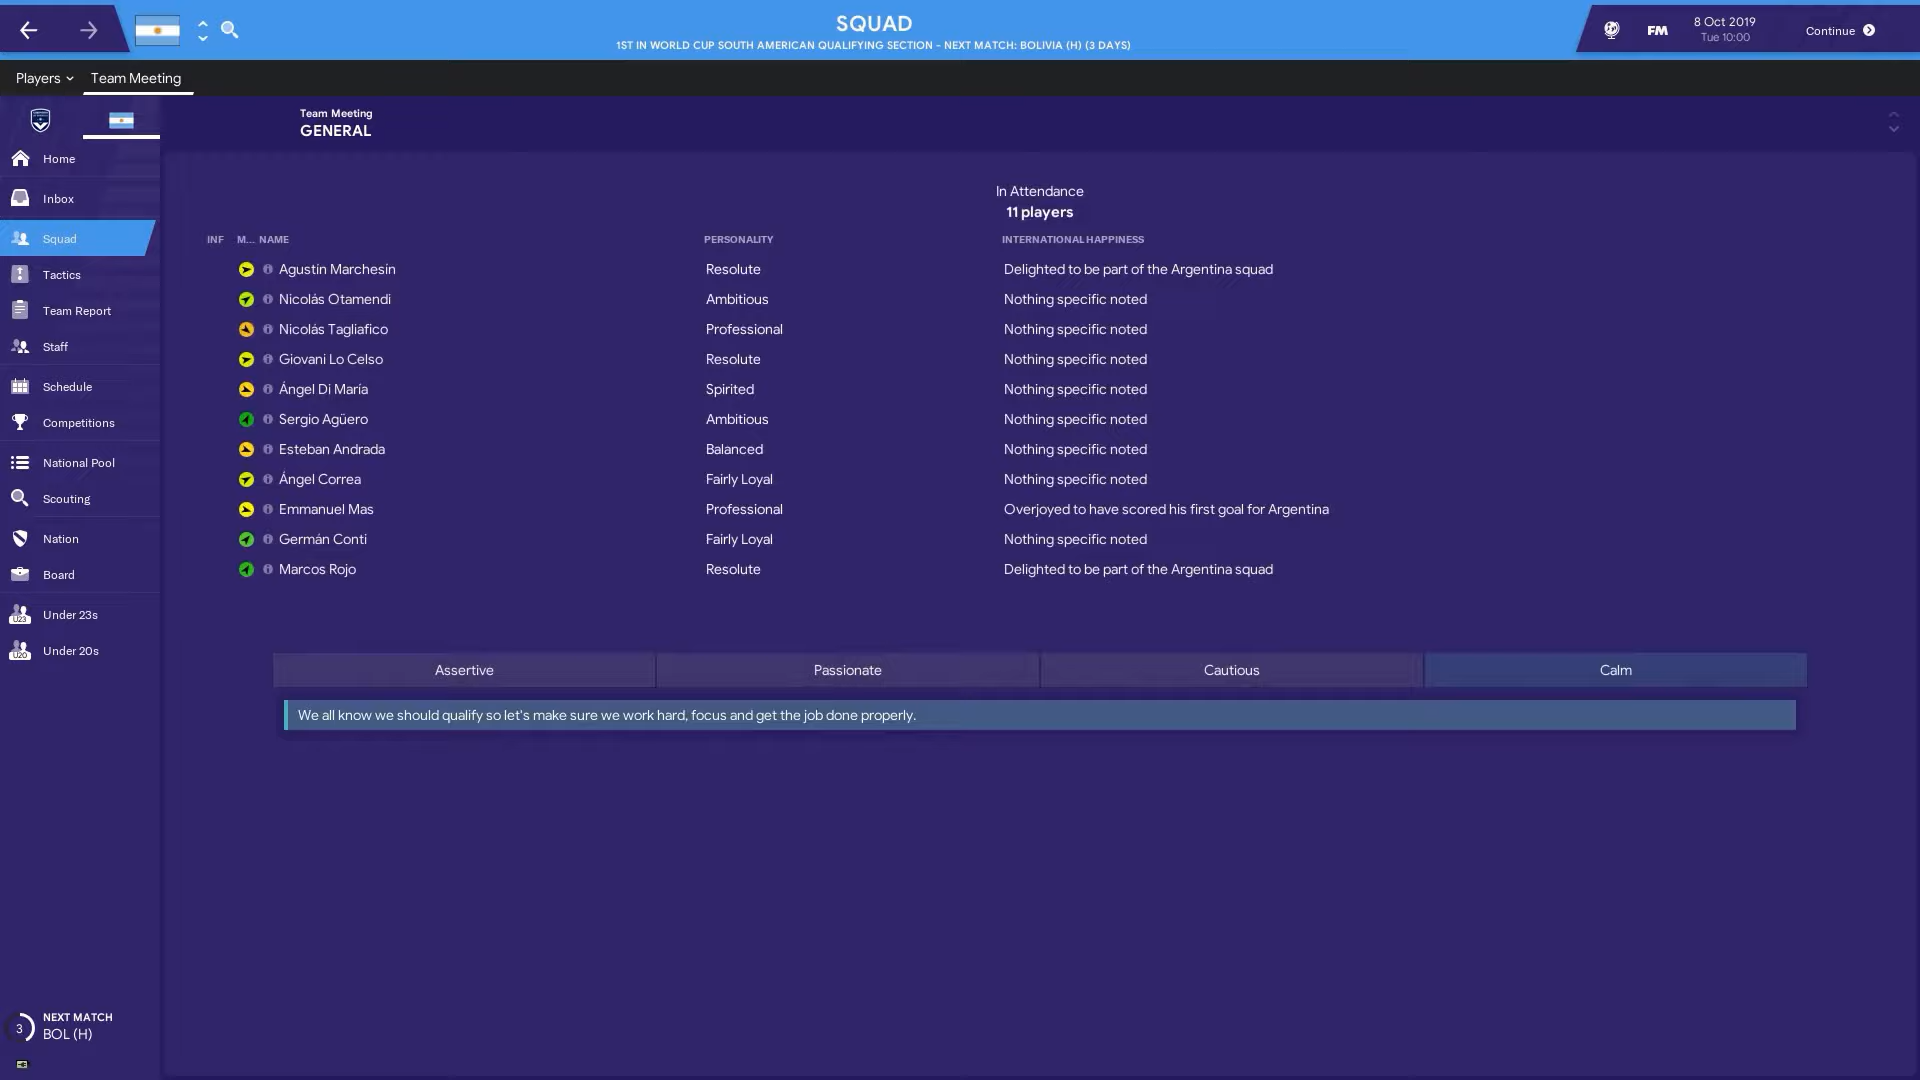 SQUAD
1ST IN WORLD CUP SOUTH AMERICAN QUALIFYING SECTION - NEXT MATCH: BOLIVIA (H) (3 DAYS)
FM
8 Oct 2019
Tue 10:00
Continue
Players
Team Meeting
Team Meeting
GENERAL
Home
Inbox
Squad
Tactics
Team Report
Staff
Schedule
Competitions
National Pool
Scouting
Nation
Board
U23 Under 23s
U20 Under 20s
In Attendance
11 players
INF M... NAME PERSONALITY INTERNATIONAL HAPPINESS
Agustín Marchesín Resolute Delighted to be part of the Argentina squad
Nicolás Otamendi Ambitious Nothing specific noted
Nicolás Tagliafico Professional Nothing specific noted
Giovani Lo Celso Resolute Nothing specific noted
Ángel Di María Spirited Nothing specific noted
Sergio Agüero Ambitious Nothing specific noted
Esteban Andrada Balanced Nothing specific noted
Ángel Correa Fairly Loyal Nothing specific noted
Emmanuel Mas Professional Overjoyed to have scored his first goal for Argentina
Germán Conti Fairly Loyal Nothing specific noted
Marcos Rojo Resolute Delighted to be part of the Argentina squad
Assertive Passionate Cautious Calm
We all know we should qualify so let's make sure we work hard, focus and get the job done properly.
3
NEXT MATCH
BOL (H)